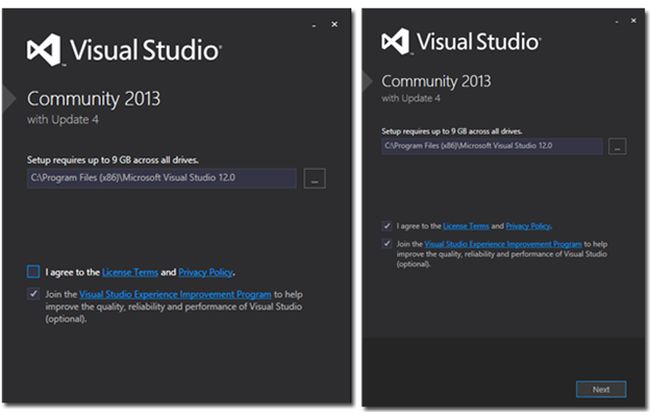 Visual Studio
Community 2013
with Update 4
Setup requires up to 9 GB across all drives.
C:\Program Files (x86)\Microsoft Visual Studio 12.0
...
I agree to the License Terms and Privacy Policy.
Join the Visual Studio Experience Improvement Program to help
improve the quality, reliability and performance of Visual Studio
(optional).
Visual Studio
Community 2013
with Update 4
Setup requires up to 9 GB across all drives.
C:\Program Files (x86)\Microsoft Visual Studio 12.0
...
I agree to the License Terms and Privacy Policy.
Join the Visual Studio Experience Improvement Program to help
improve the quality, reliability and performance of Visual Studio
(optional).
Next